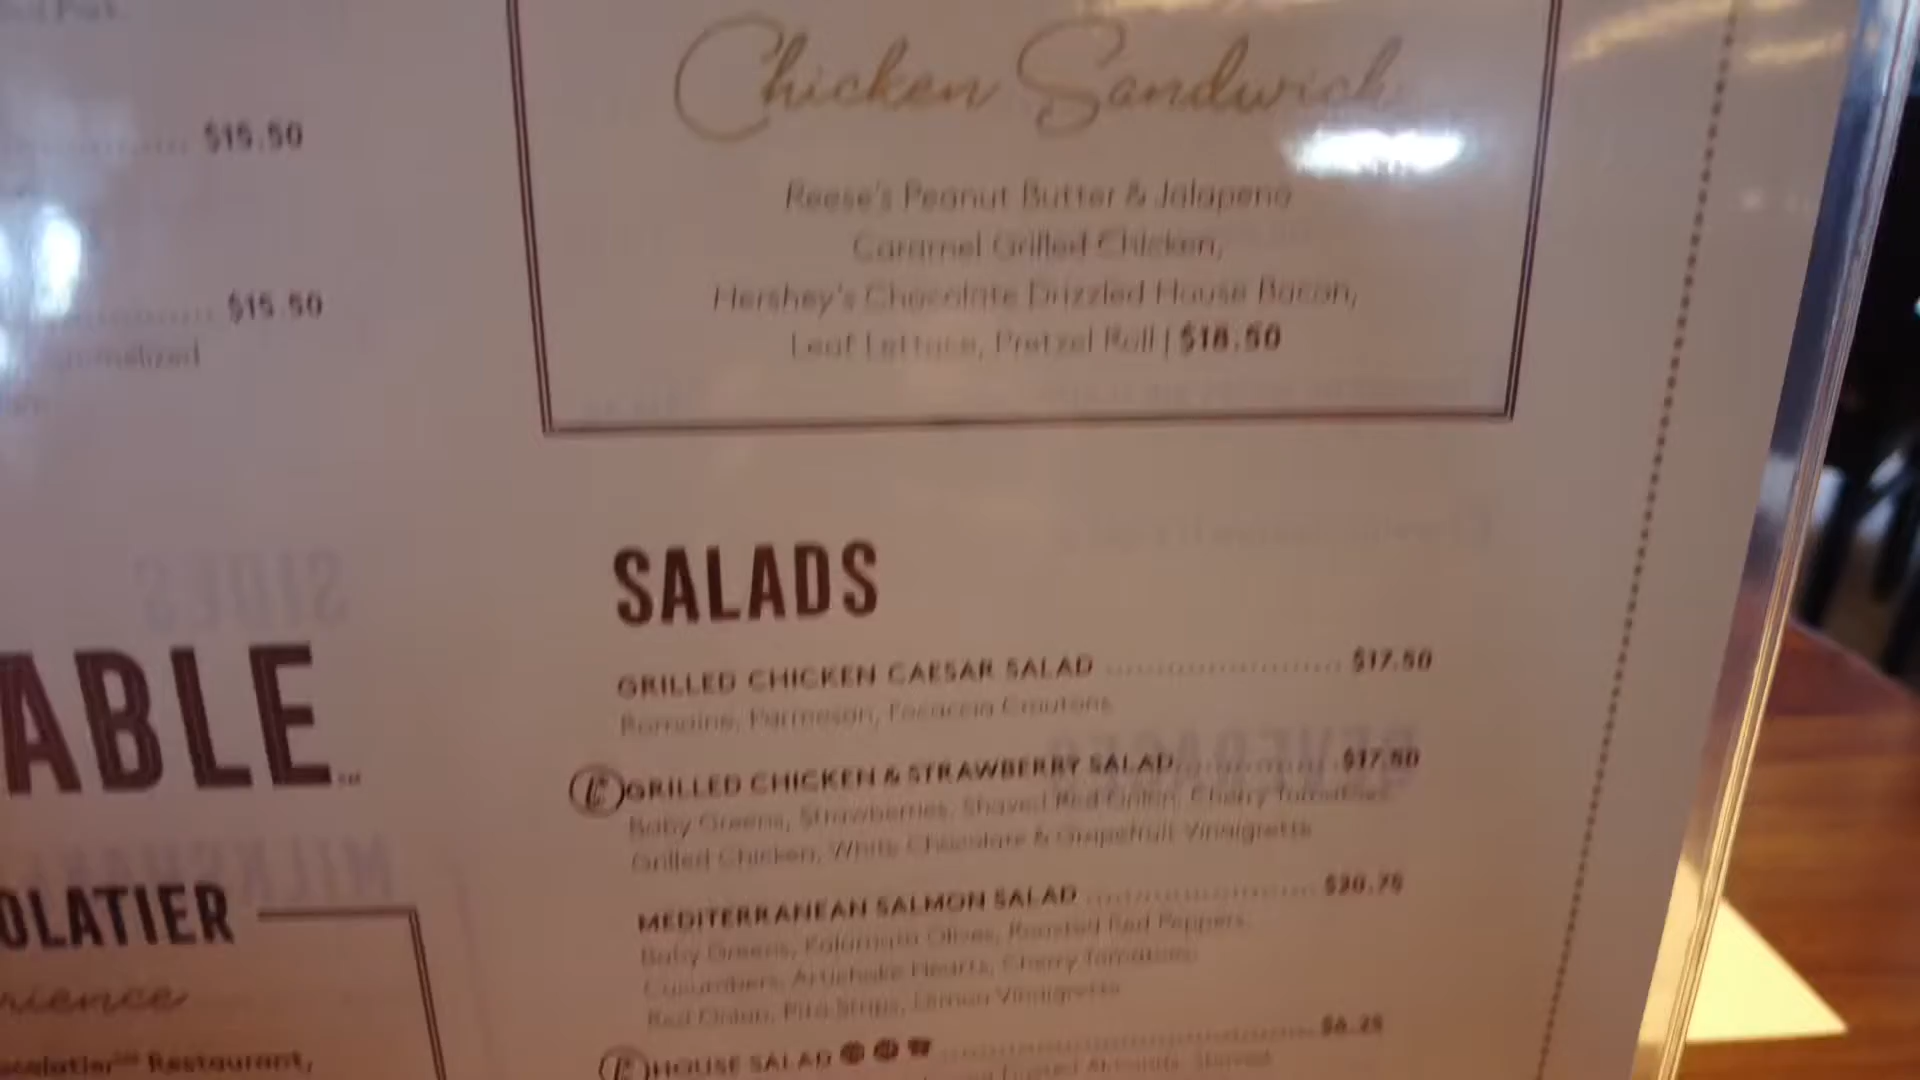 $15.50
$15.50
Chicken Sandwich
Reese's Peanut Butter & Jalapeno
Caramel Grilled Chicken,
Hershey's Chocolate Drizzled House Bacon,
Leaf Lettuce, Pretzel Roll | $18.50
SALADS
GRILLED CHICKEN CAESAR SALAD $17.50
Romaine, Parmesan, Focaccia Croutons
GRILLED CHICKEN & STRAWBERRY SALAD $17.50
Baby Greens, Strawberries, Shaved Red Onion, Cherry Tomatoes
Grilled Chicken, White Chocolate & Grapefruit Vinaigrette
MEDITERRANEAN SALMON SALAD $20.75
Baby Greens, Kalamata Olives, Roasted Red Peppers,
Cucumbers, Artichoke Hearts, Cherry Tomatoes
Red Onion, Pita Strips, Lemon Vinaigrette
HOUSE SALAD $6.25
ABLE
OLATIER
rience
Restaurant,